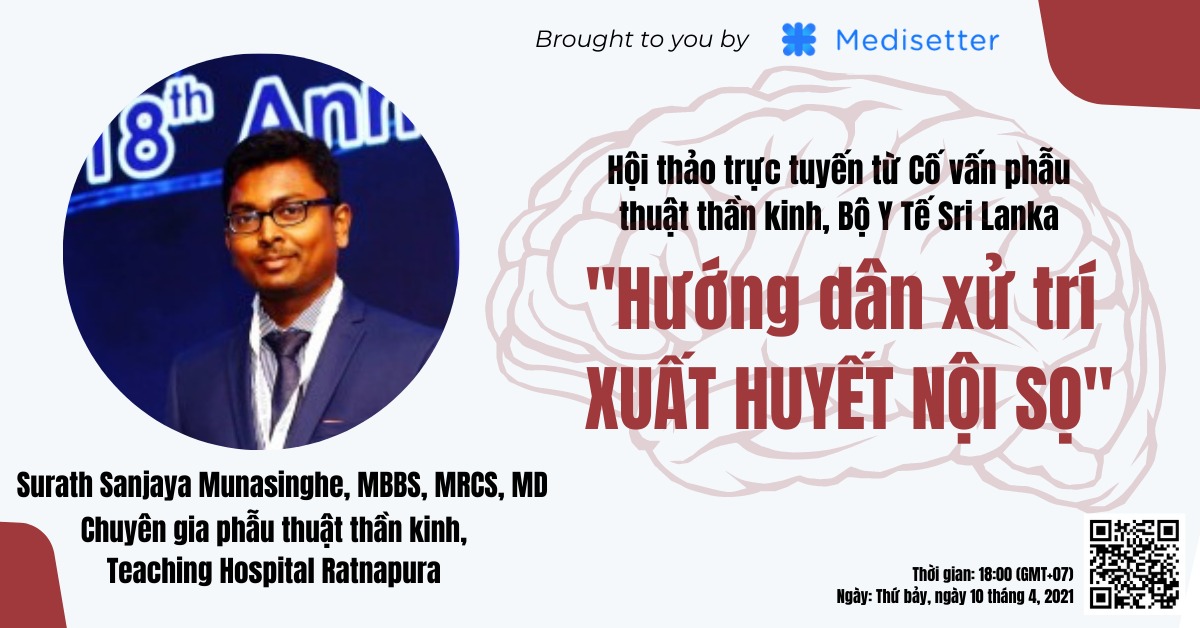 Brought to you by Medisetter
18th Ann
Hội thảo trực tuyến từ Cố vấn phẫu
thuật thần kinh, Bộ Y Tế Sri Lanka
"Hướng dân xử trí
XUẤT HUYẾT NỘI SỌ"
Surath Sanjaya Munasinghe, MBBS, MRCS, MD
Chuyên gia phẫu thuật thần kinh,
Teaching Hospital Ratnapura
Thời gian: 18:00 (GMT+07)
Ngày: Thứ bảy, ngày 10 tháng 4, 2021